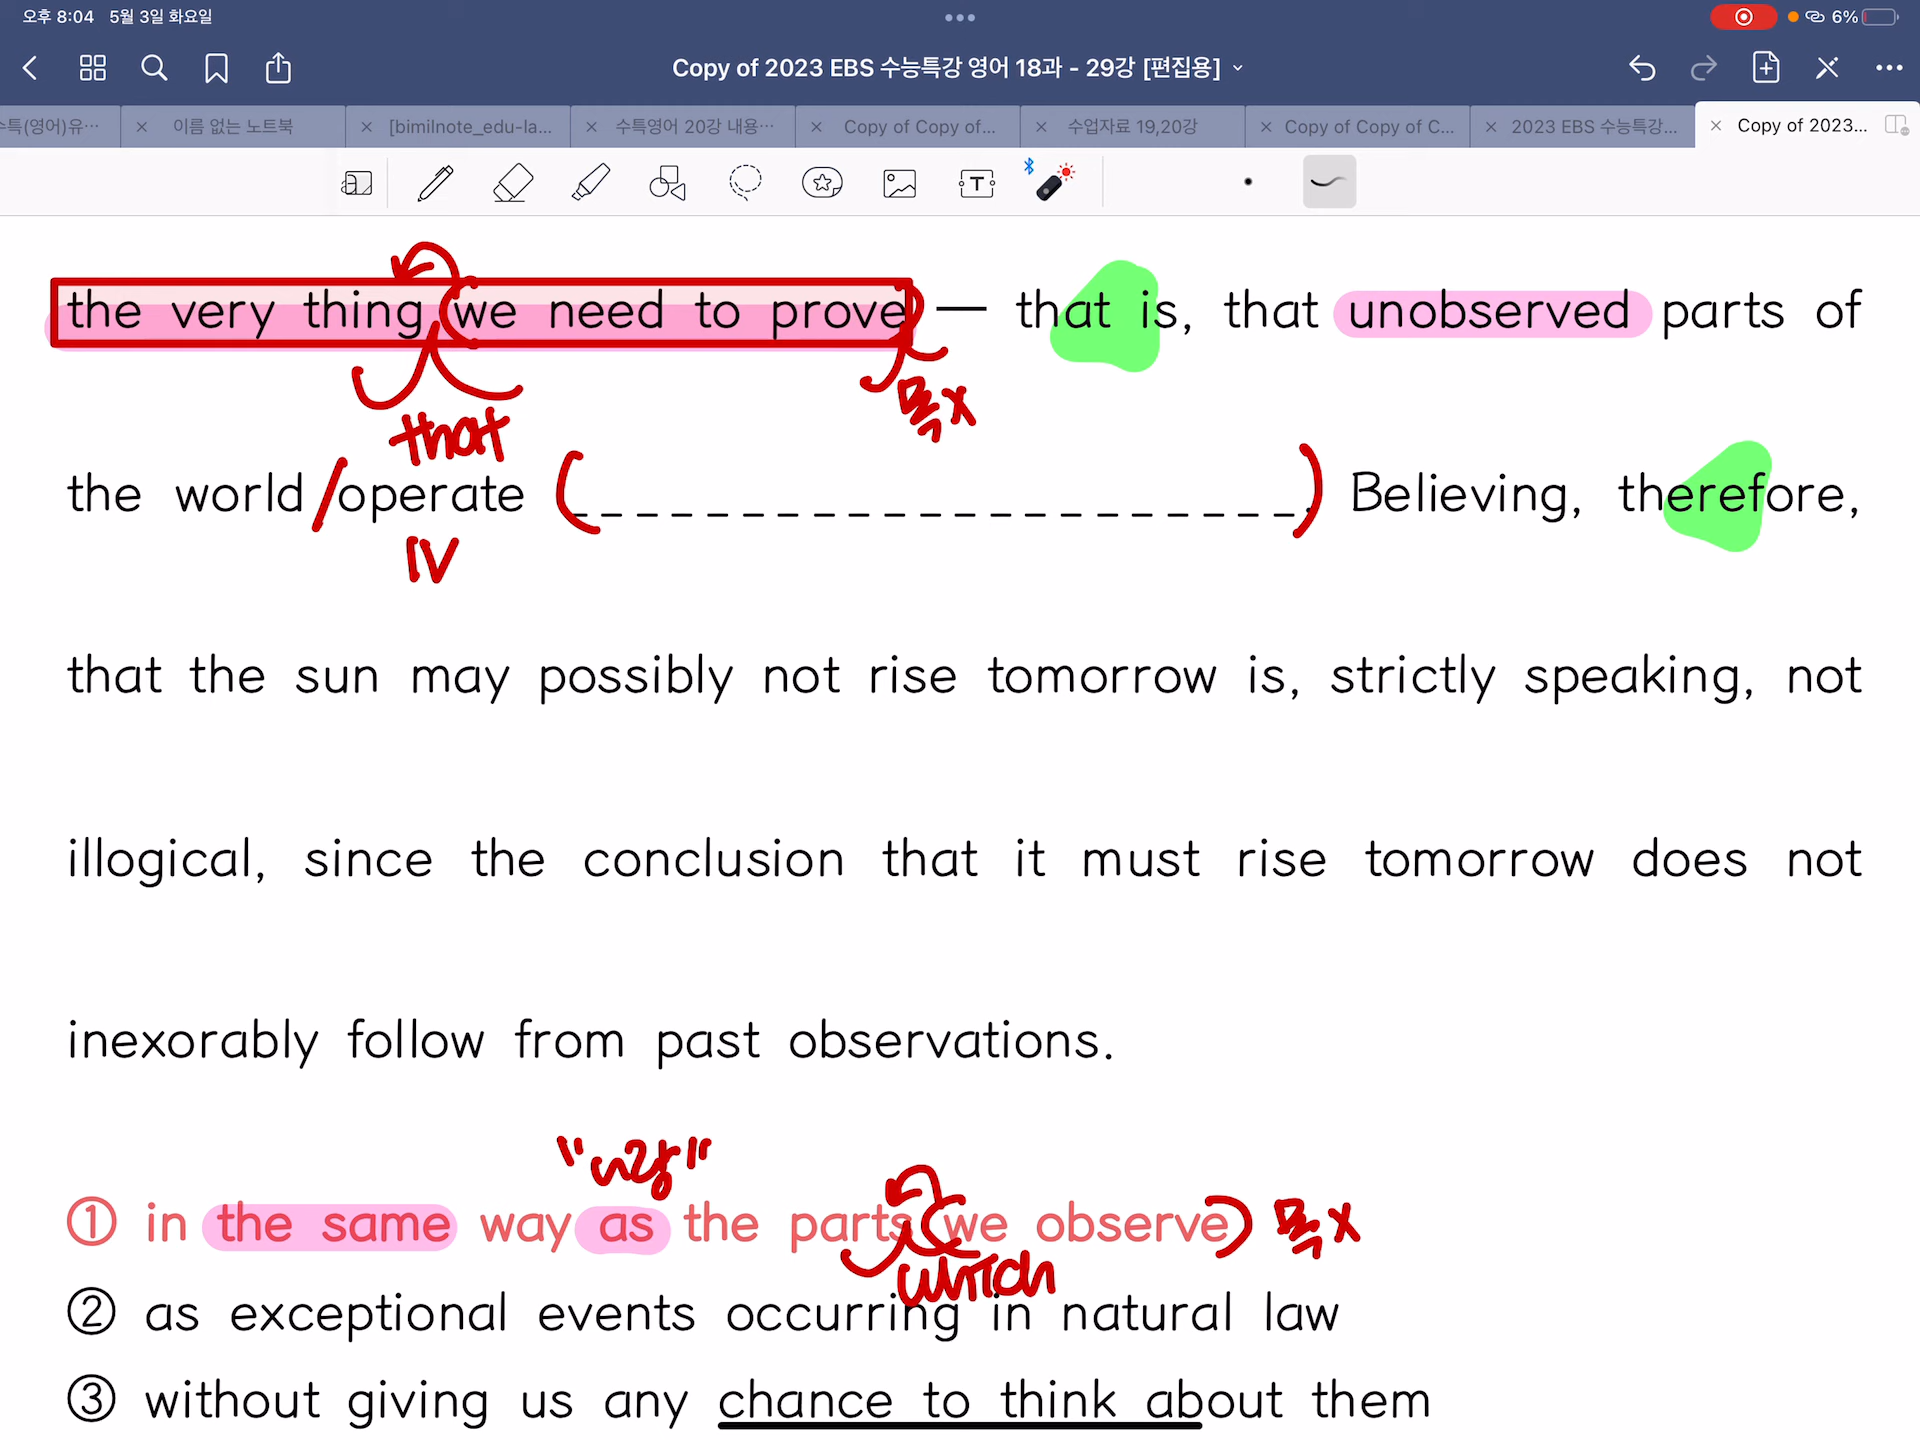 오후 8:04 5월 3일 화요일
6%
Copy of 2023 EBS 수능특강 영어 18과 - 29강 [편집용]
수특(영어)유… 이름 없는 노트북 [bimilnote_edu-la... 수특영어 20강 내용… Copy of Copy of... 수업자료 19,20강 Copy of Copy of C... 2023 EBS 수능특강... Copy of 2023...
the very thing we need to prove — that is, that unobserved parts of
that 목x
the world / operate ( _ _ _ _ _ _ _ _ _ _ _ _ _ _ _ _ _ .) Believing, therefore,
IV
that the sun may possibly not rise tomorrow is, strictly speaking, not
illogical, since the conclusion that it must rise tomorrow does not
inexorably follow from past observations.
① in the same way as the parts (we observe) 목x
which
② as exceptional events occurring in natural law
③ without giving us any chance to think about them